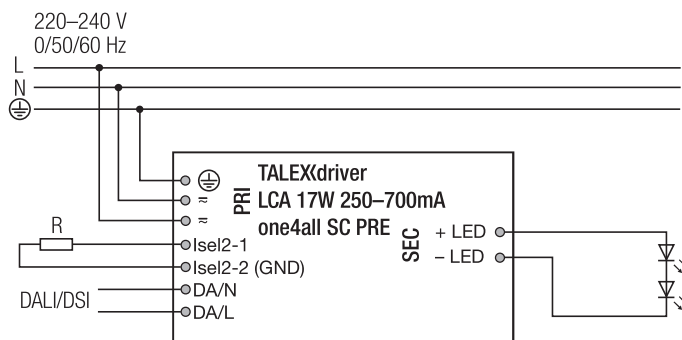 220–240 V
0/50/60 Hz
L
N
TALEXXdriver
LCA 17W 250–700mA
one4all SC PRE
PRI
SEC
R
Isel2-1
Isel2-2 (GND)
DALI/DSI
DA/N
DA/L
+ LED
– LED